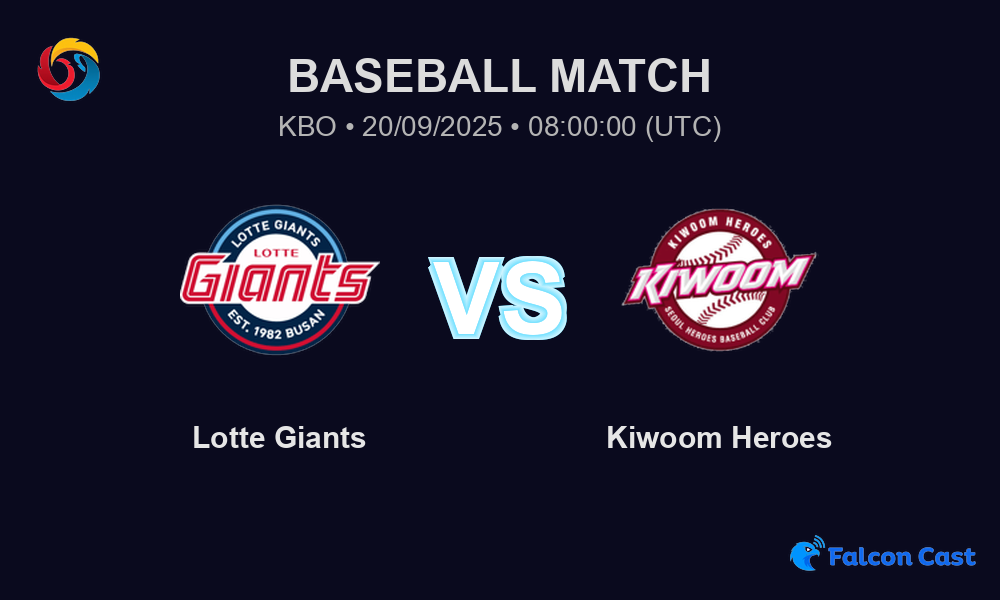 BASEBALL MATCH
KBO • 20/09/2025 • 08:00:00 (UTC)
LOTTE GIANTS
LOTTE
GIANTS
EST. 1982 BUSAN
VS
KIWOOM HEROES
KIWOOM
SEOUL HEROES BASEBALL CLUB
Lotte Giants
Kiwoom Heroes
Falcon Cast